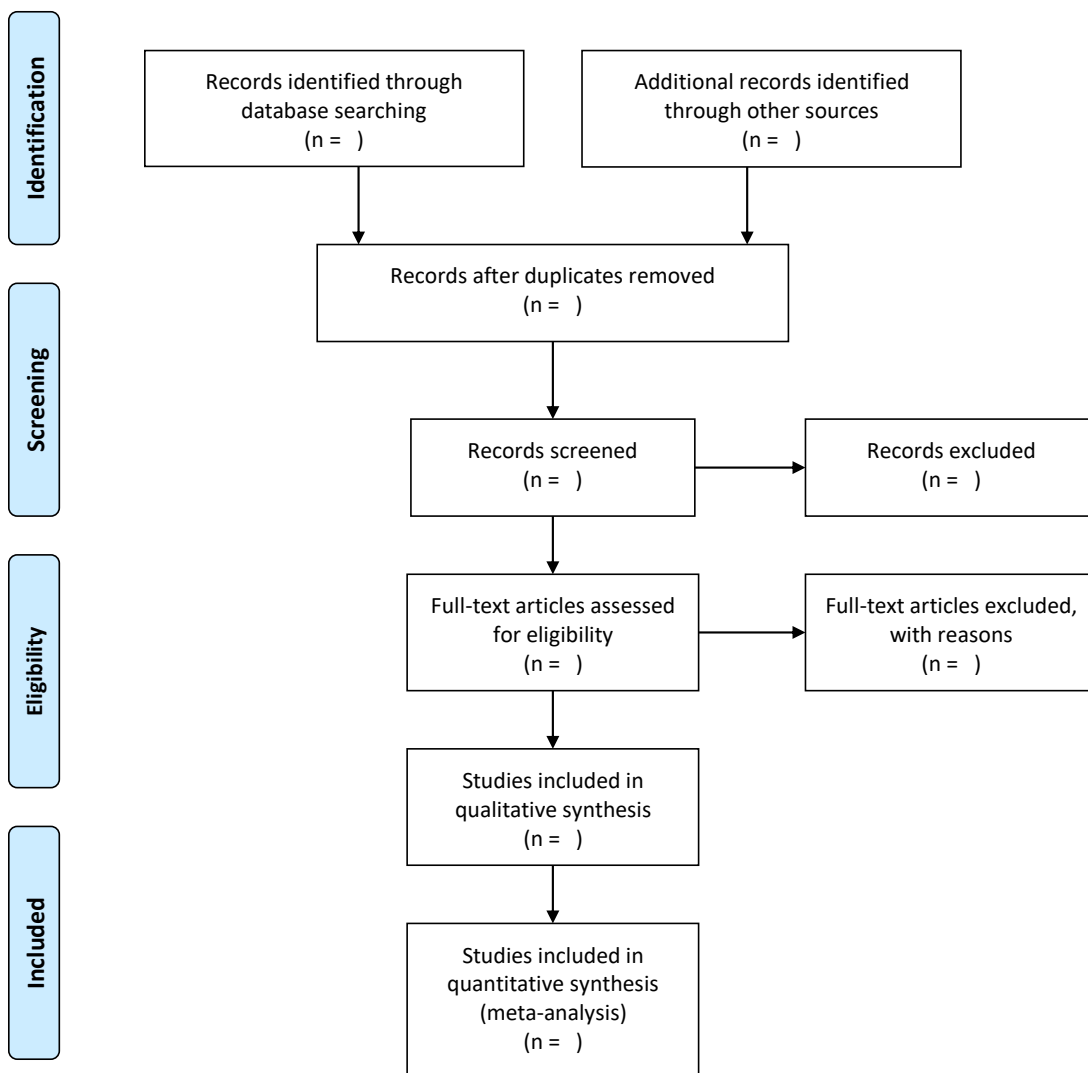 Identification
Records identified through
database searching
(n =   )
Additional records identified
through other sources
(n =   )
Records after duplicates removed
(n =   )
Screening
Records screened
(n =   )
Records excluded
(n =   )
Eligibility
Full-text articles assessed
for eligibility
(n =   )
Full-text articles excluded,
with reasons
(n =   )
Studies included in
qualitative synthesis
(n =   )
Included
Studies included in
quantitative synthesis
(meta-analysis)
(n =   )